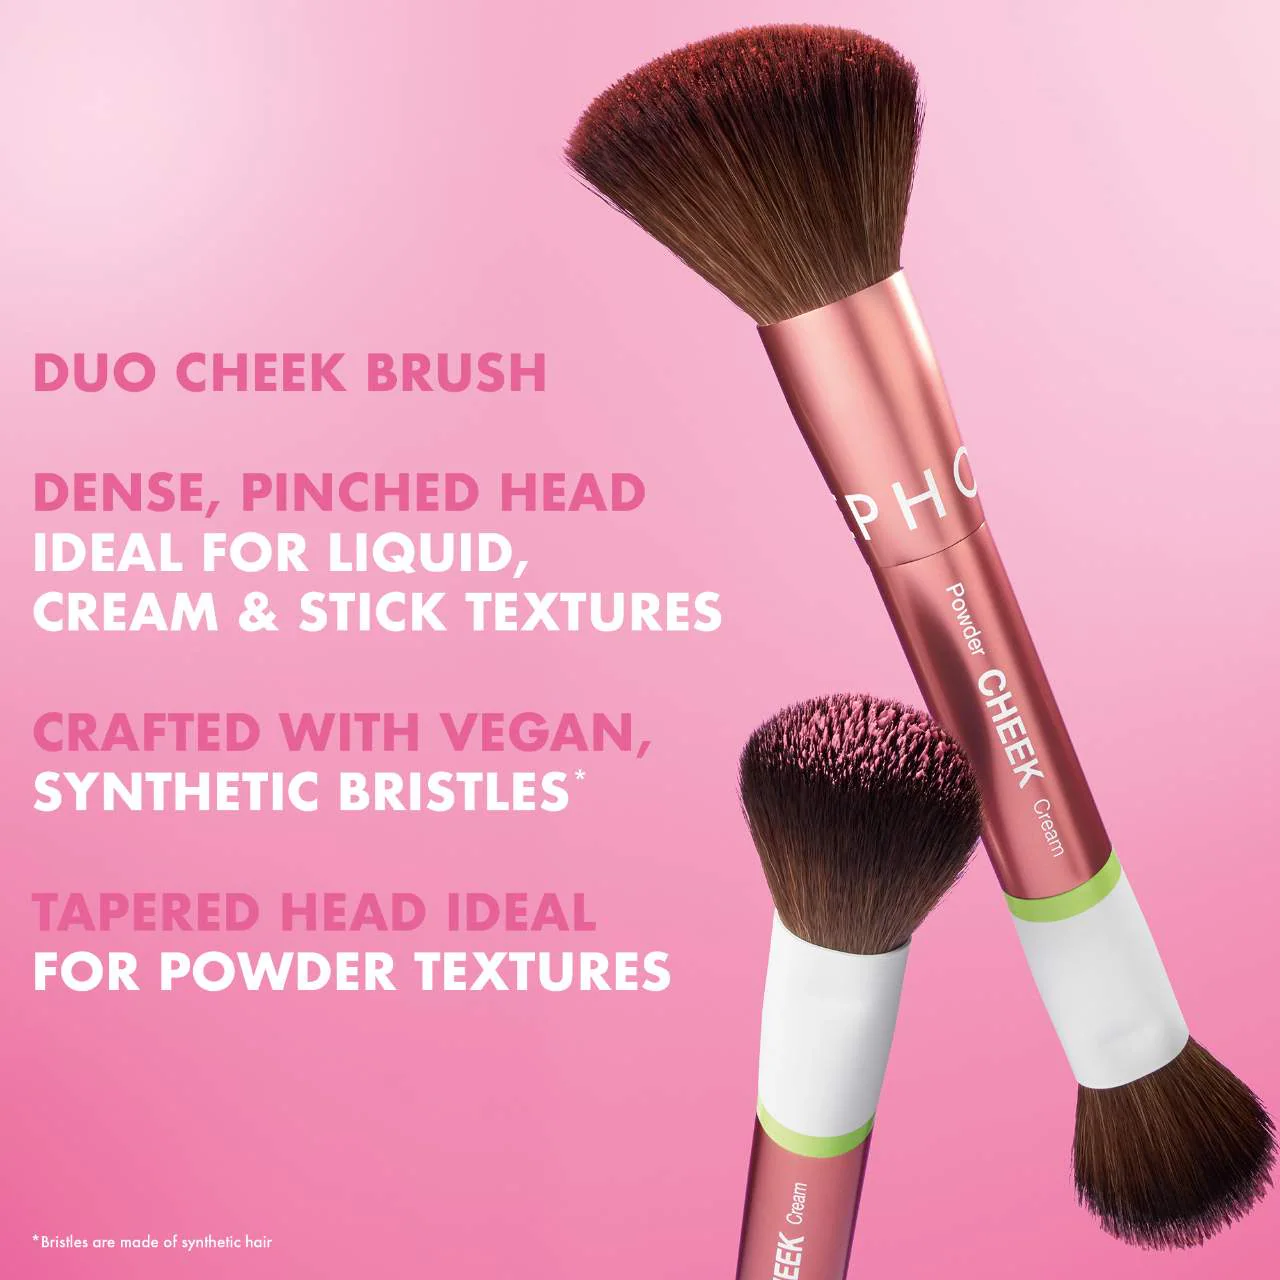 DUO CHEEK BRUSH
DENSE, PINCHED HEAD
IDEAL FOR LIQUID,
CREAM & STICK TEXTURES
CRAFTED WITH VEGAN,
SYNTHETIC BRISTLES*
TAPERED HEAD IDEAL
FOR POWDER TEXTURES
*Bristles are made of synthetic hair
EPHO
Powder CHEEK Cream
EEK Cream